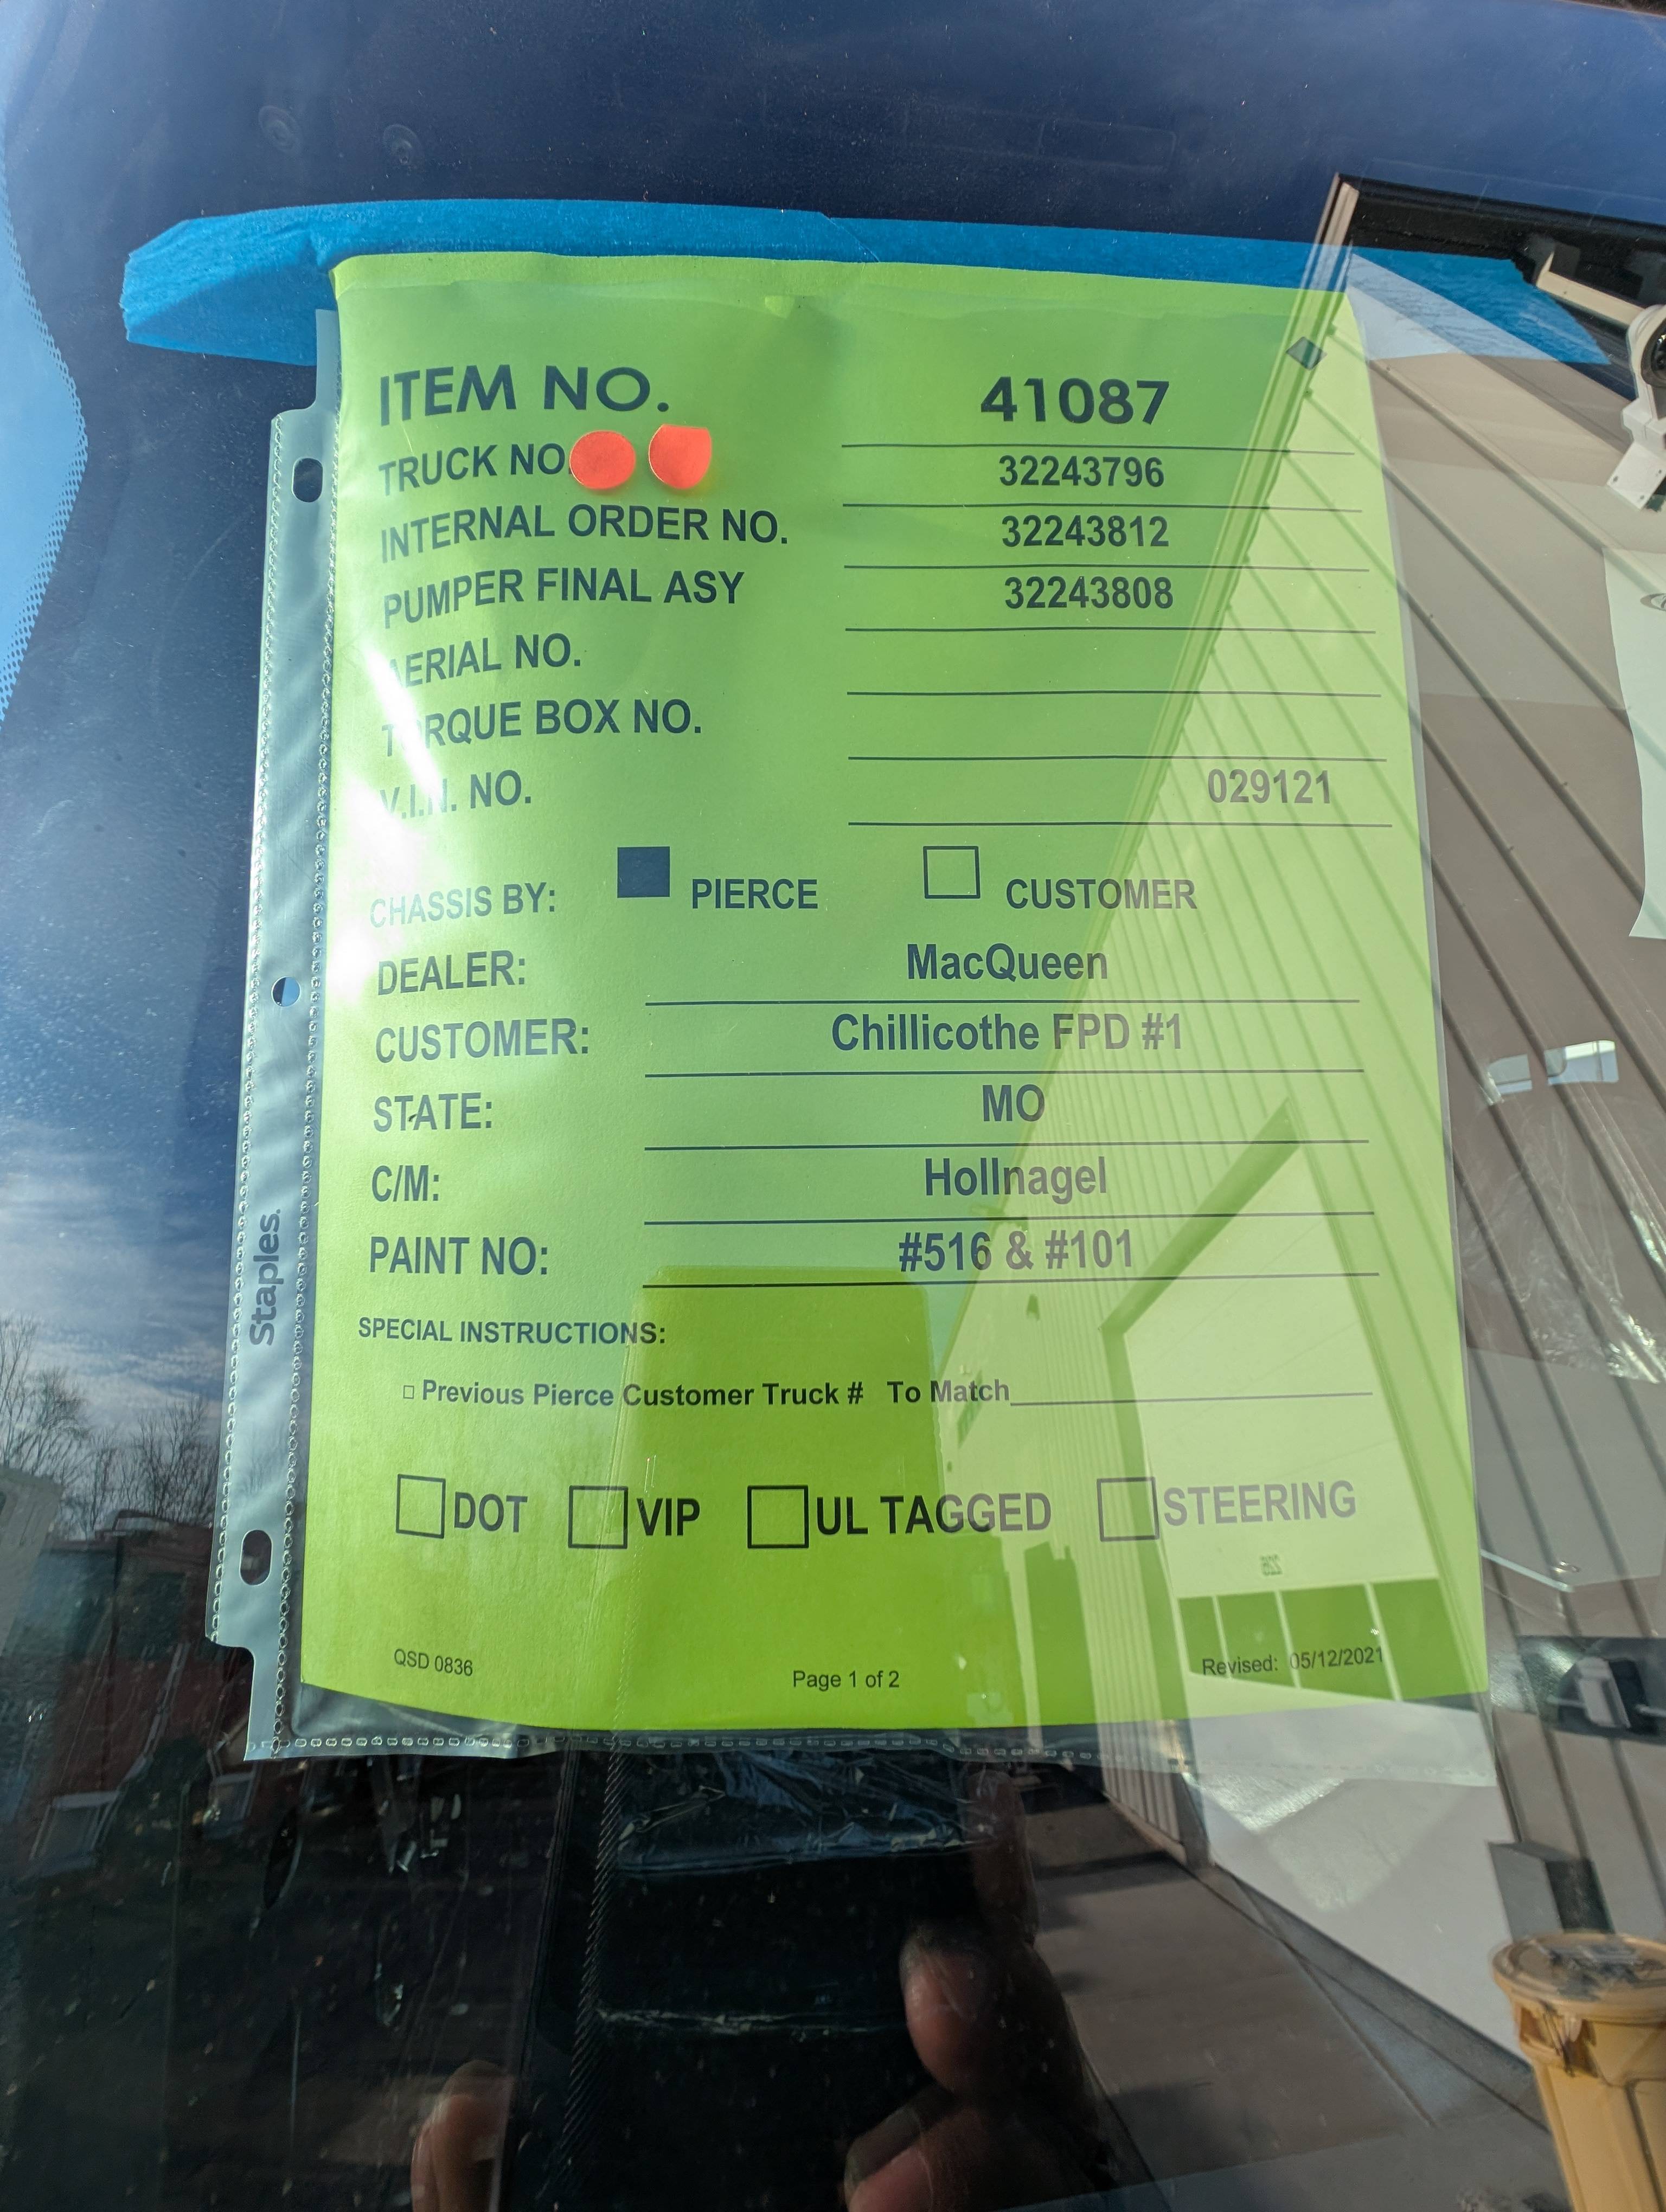 ITEM NO. 41087
TRUCK NO. 32243796
INTERNAL ORDER NO. 32243812
PUMPER FINAL ASY 32243808
AERIAL NO.
TORQUE BOX NO.
V.I.N. NO. 029121
CHASSIS BY: PIERCE CUSTOMER
DEALER: MacQueen
CUSTOMER: Chillicothe FPD #1
STATE: MO
C/M: Hollnagel
PAINT NO: #516 & #101
SPECIAL INSTRUCTIONS:
Previous Pierce Customer Truck # To Match
DOT VIP UL TAGGED STEERING
QSD 0836 Page 1 of 2 Revised: 05/12/2021
Staples.